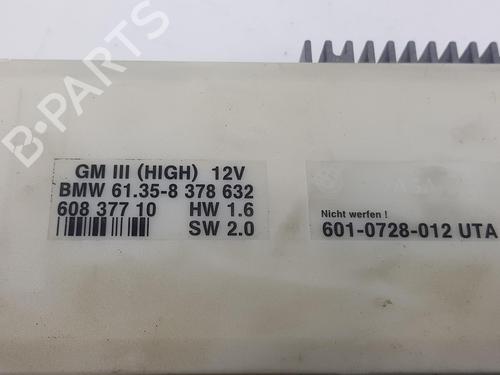 B-PARTS
GM III (HIGH) 12V
BMW 61.35-8 378 632
608 377 10 HW 1.6
SW 2.0
Nicht werfen !
601-0728-012 UTA